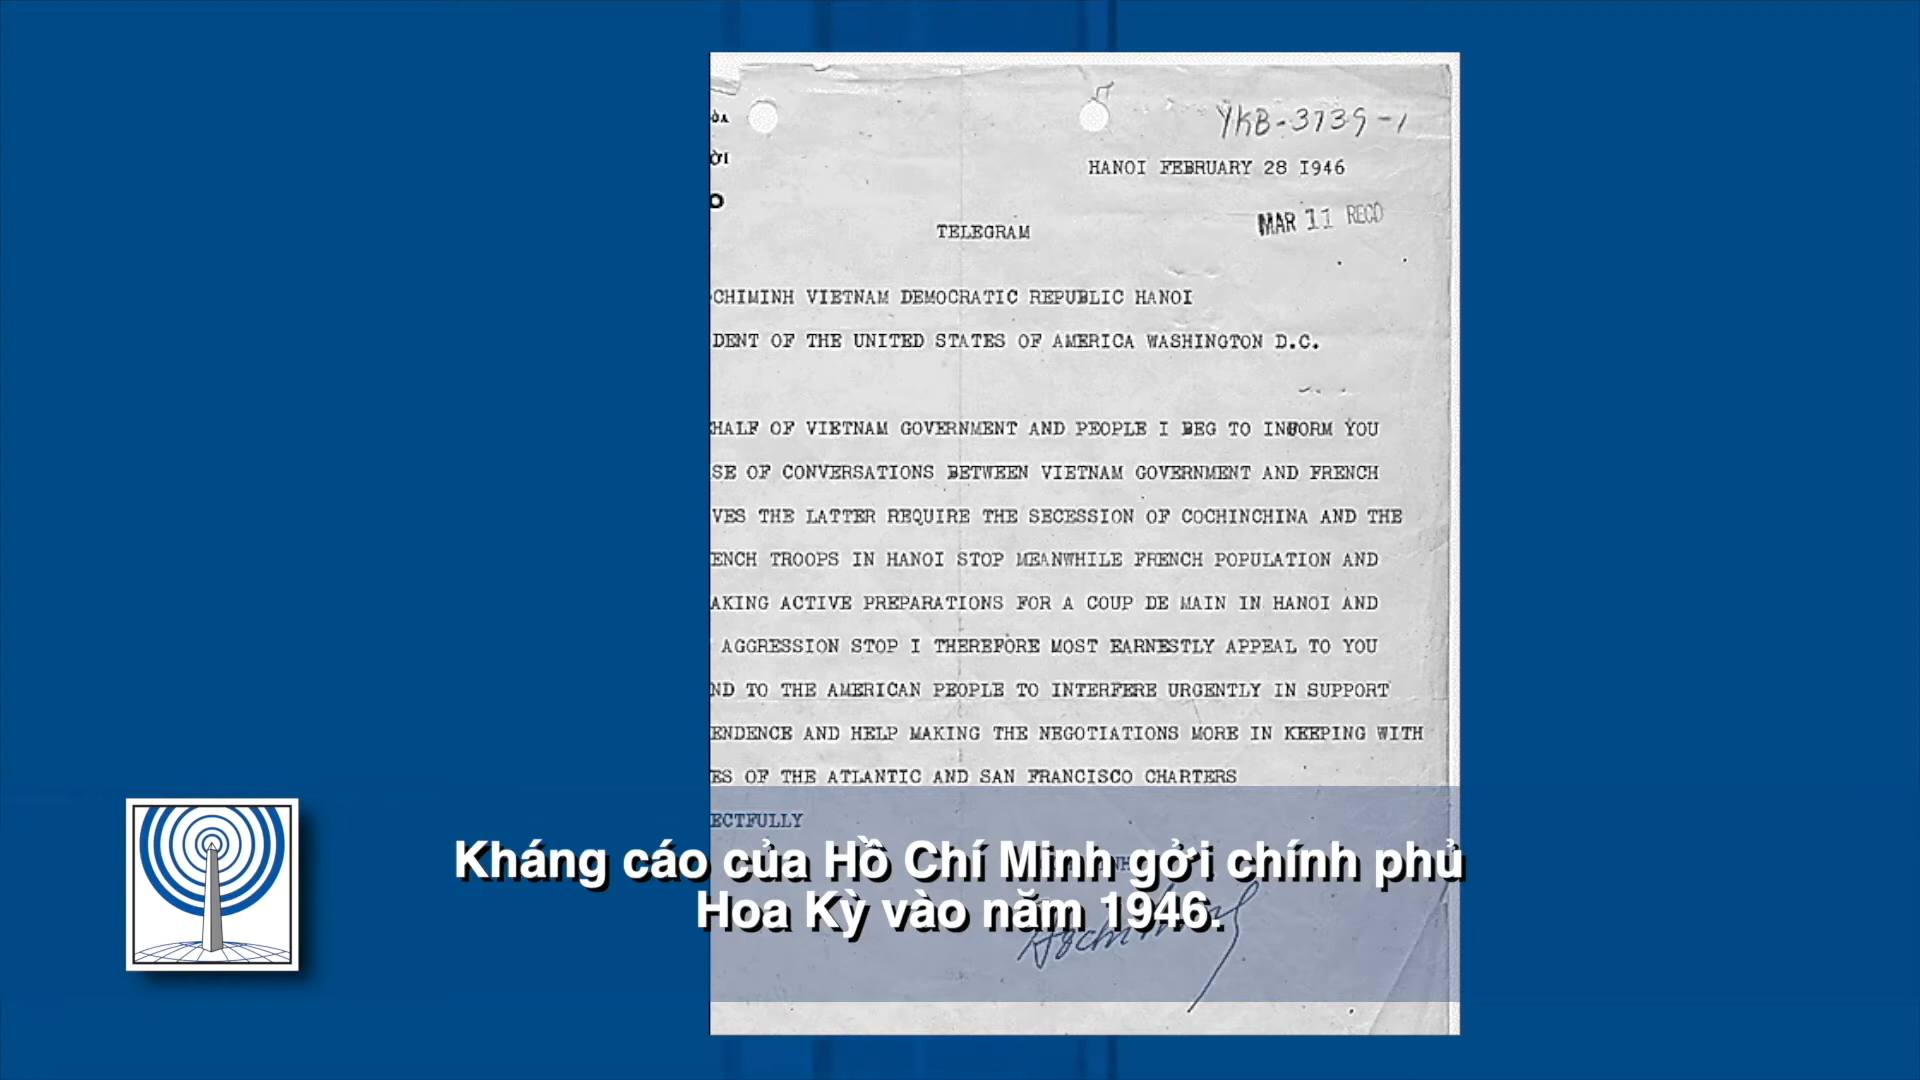 ÒA
YKB-3739-1
ỜI
HANOI FEBRUARY 28 1946
O
MAR 11 RECD
TELEGRAM
CHIMINH VIETNAM DEMOCRATIC REPUBLIC HANOI
DENT OF THE UNITED STATES OF AMERICA WASHINGTON D.C.
HALF OF VIETNAM GOVERNMENT AND PEOPLE I BEG TO INFORM YOU
SE OF CONVERSATIONS BETWEEN VIETNAM GOVERNMENT AND FRENCH
VES THE LATTER REQUIRE THE SECESSION OF COCHINCHINA AND THE
ENCH TROOPS IN HANOI STOP MEANWHILE FRENCH POPULATION AND
AKING ACTIVE PREPARATIONS FOR A COUP DE MAIN IN HANOI AND
AGGRESSION STOP I THEREFORE MOST EARNESTLY APPEAL TO YOU
ND TO THE AMERICAN PEOPLE TO INTERFERE URGENTLY IN SUPPORT
ENDENCE AND HELP MAKING THE NEGOTIATIONS MORE IN KEEPING WITH
ES OF THE ATLANTIC AND SAN FRANCISCO CHARTERS
ECTFULLY
Kháng cáo của Hồ Chí Minh gởi chính phủ
Hoa Kỳ vào năm 1946.
Hochiminh